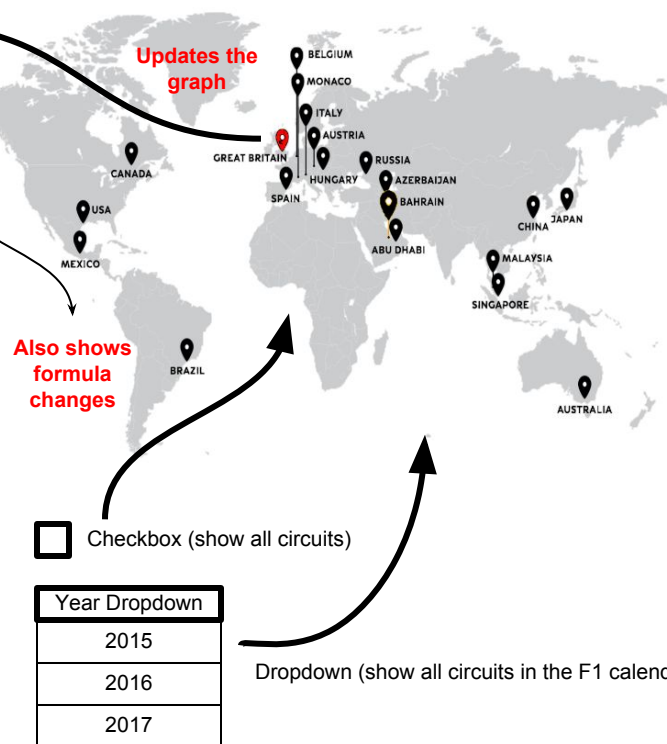 Updates the
graph
BELGIUM
MONACO
ITALY
AUSTRIA
GREAT BRITAIN
HUNGARY
RUSSIA
SPAIN
AZERBAIJAN
BAHRAIN
ABU DHABI
CANADA
USA
MEXICO
CHINA
JAPAN
MALAYSIA
SINGAPORE
Also shows
formula
changes
BRAZIL
AUSTRALIA
Checkbox (show all circuits)
Year Dropdown
2015
2016
2017
Dropdown (show all circuits in the F1 calend